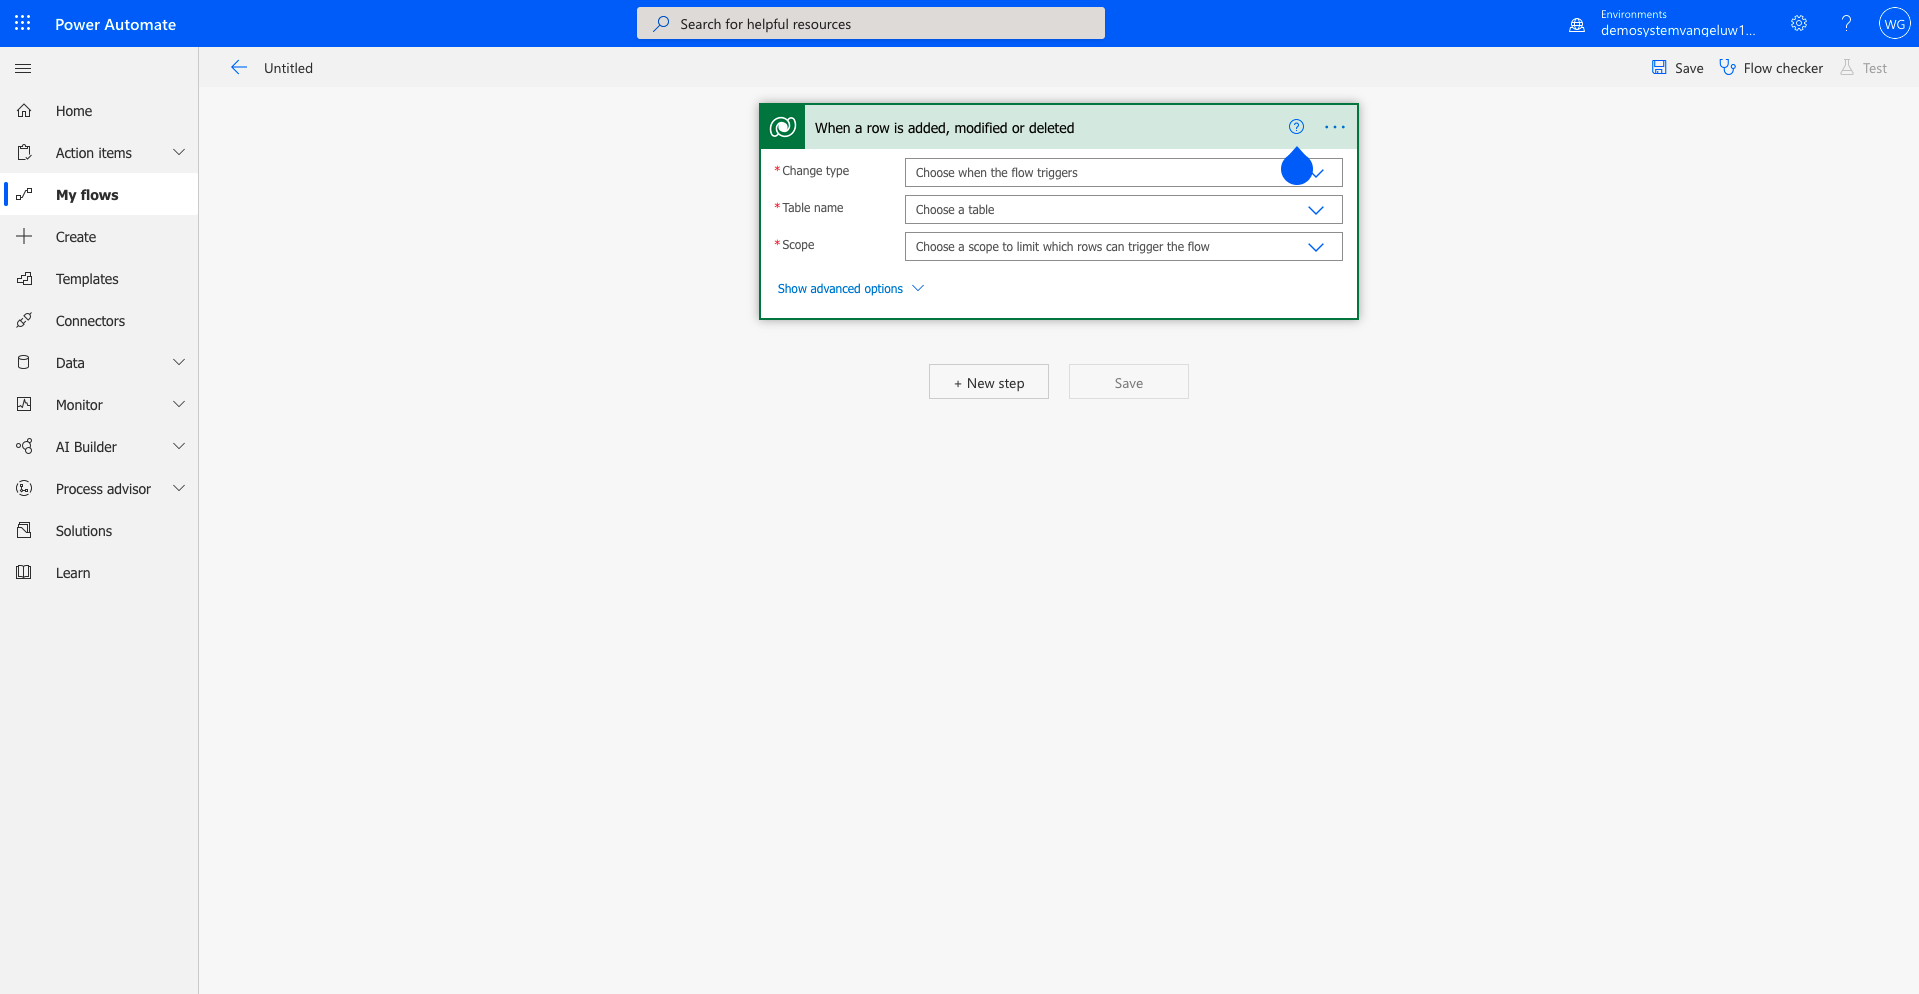 Power Automate
Search for helpful resources
Environments
demosystemvangeluw1...
?
WG
Untitled
Save
Flow checker
Test
Home
Action items
My flows
Create
Templates
Connectors
Data
Monitor
AI Builder
Process advisor
Solutions
Learn
When a row is added, modified or deleted
?
...
* Change type
Choose when the flow triggers
* Table name
Choose a table
* Scope
Choose a scope to limit which rows can trigger the flow
Show advanced options
+ New step
Save